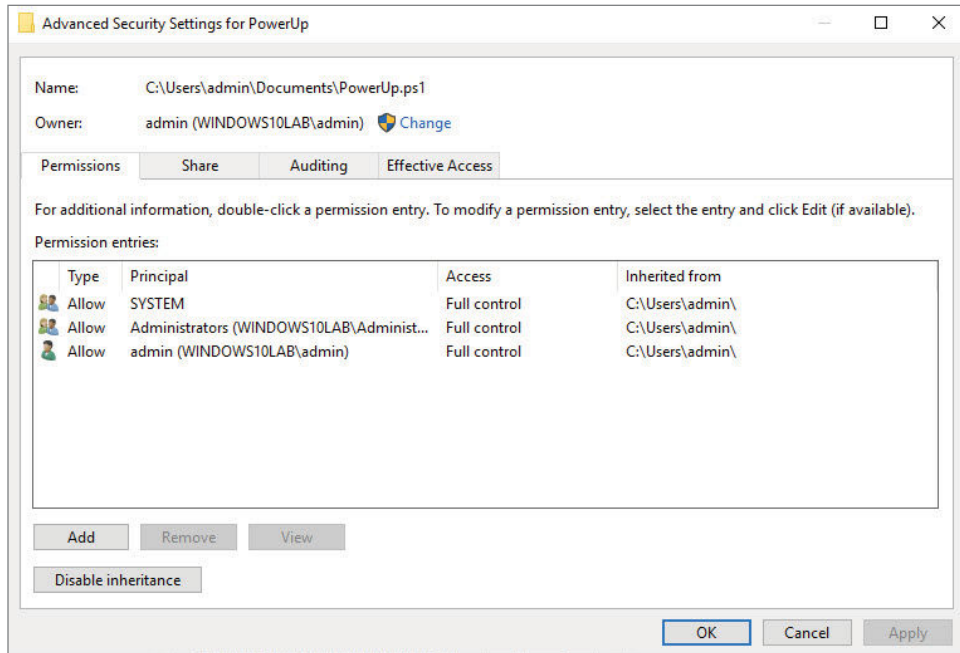 Advanced Security Settings for PowerUp
Name: C:\Users\admin\Documents\PowerUp.ps1
Owner: admin (WINDOWS10LAB\admin) Change
Permissions Share Auditing Effective Access
For additional information, double-click a permission entry. To modify a permission entry, select the entry and click Edit (if available).
Permission entries:
Type Principal Access Inherited from
Allow SYSTEM Full control C:\Users\admin\
Allow Administrators (WINDOWS10LAB\Administ... Full control C:\Users\admin\
Allow admin (WINDOWS10LAB\admin) Full control C:\Users\admin\
Add Remove View
Disable inheritance
OK Cancel Apply